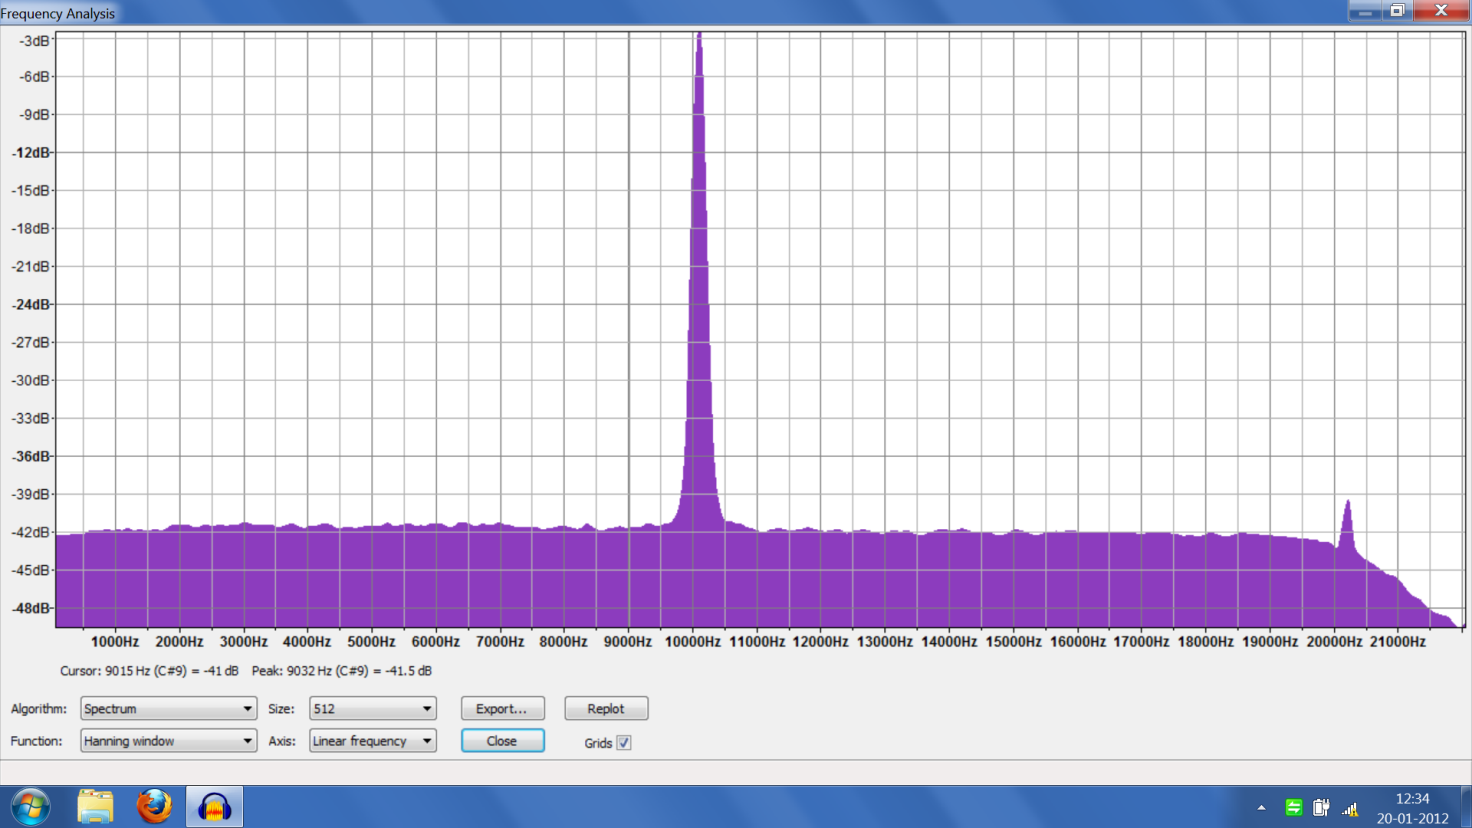 Frequency Analysis
-3dB
-6dB
-9dB
-12dB
-15dB
-18dB
-21dB
-24dB
-27dB
-30dB
-33dB
-36dB
-39dB
-42dB
-45dB
-48dB
1000Hz 2000Hz 3000Hz 4000Hz 5000Hz 6000Hz 7000Hz 8000Hz 9000Hz 10000Hz 11000Hz 12000Hz 13000Hz 14000Hz 15000Hz 16000Hz 17000Hz 18000Hz 19000Hz 20000Hz 21000Hz
Cursor: 9015 Hz (C#9) = -41 dB Peak: 9032 Hz (C#9) = -41.5 dB
Algorithm: Spectrum Size: 512 Export... Replot
Function: Hanning window Axis: Linear frequency Close Grids
12:34
20-01-2012